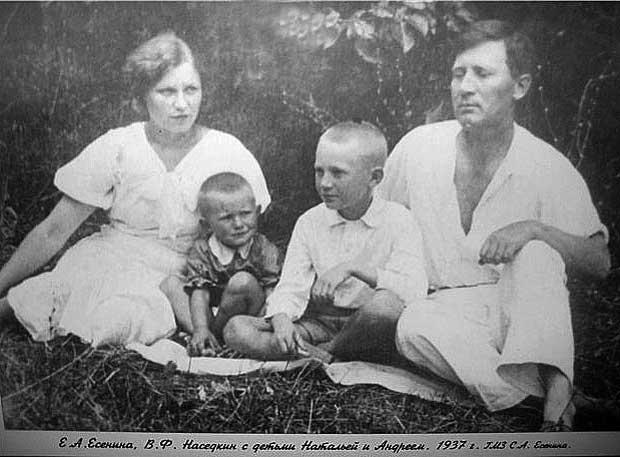 Е.А.Есенина, В.Ф. Наседкин с детьми Натальей и Андреем. 1937 г. ГМЗ С.А. Есенина.